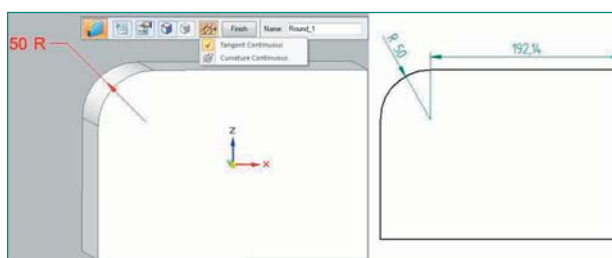 Finish Name: Round_1
Tangent Continuous
Curvature Continuous
50 R
Z
X
R 50
192,14